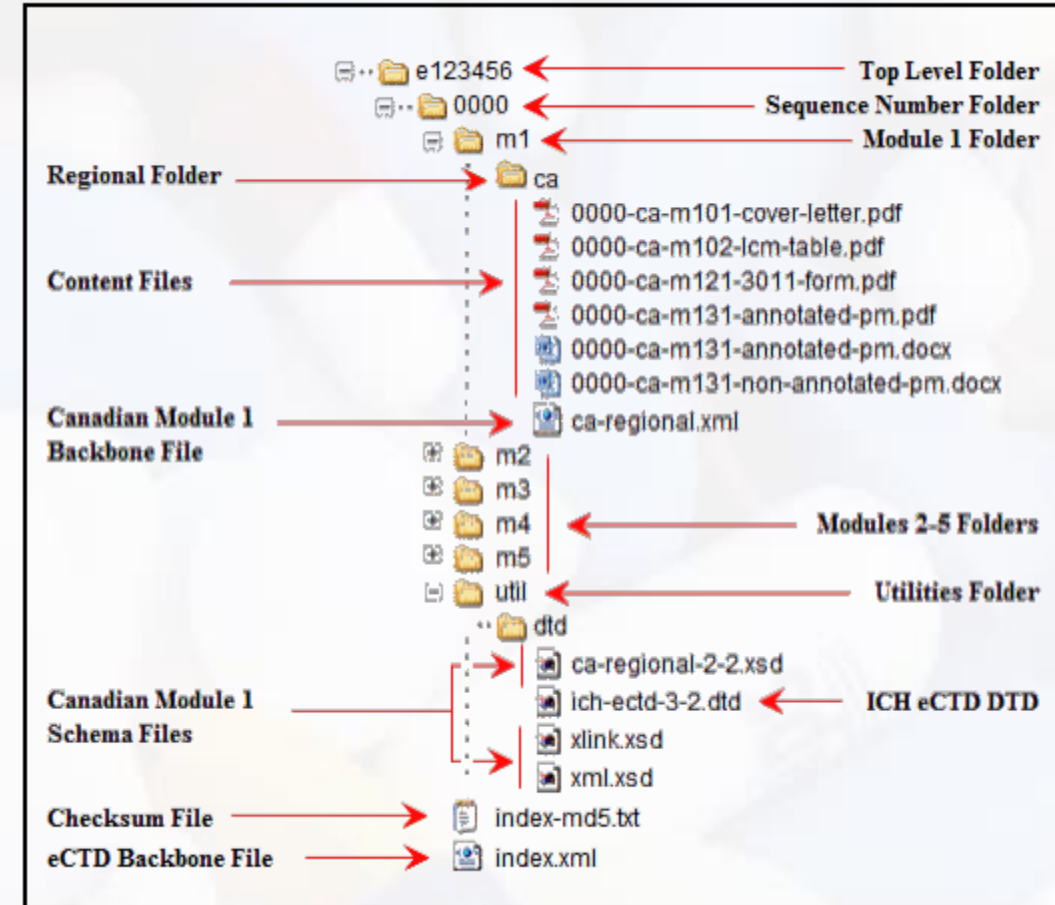 e123456 Top Level Folder
0000 Sequence Number Folder
m1 Module 1 Folder
Regional Folder ca
0000-ca-m101-cover-letter.pdf
0000-ca-m102-lcm-table.pdf
Content Files 0000-ca-m121-3011-form.pdf
0000-ca-m131-annotated-pm.pdf
0000-ca-m131-annotated-pm.docx
0000-ca-m131-non-annotated-pm.docx
Canadian Module 1 ca-regional.xml
Backbone File m2
m3
m4 Modules 2-5 Folders
m5
util Utilities Folder
dtd
ca-regional-2-2.xsd
Canadian Module 1 ich-ectd-3-2.dtd ICH eCTD DTD
Schema Files xlink.xsd
xml.xsd
Checksum File index-md5.txt
eCTD Backbone File index.xml